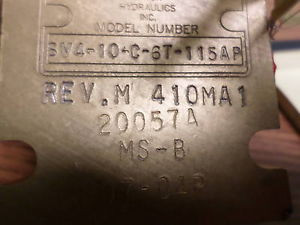 HYDRAULICS
INC.
MODEL NUMBER
SV4-10-C-6T-115AP
REV.M 410MA1
20057A
MS-B